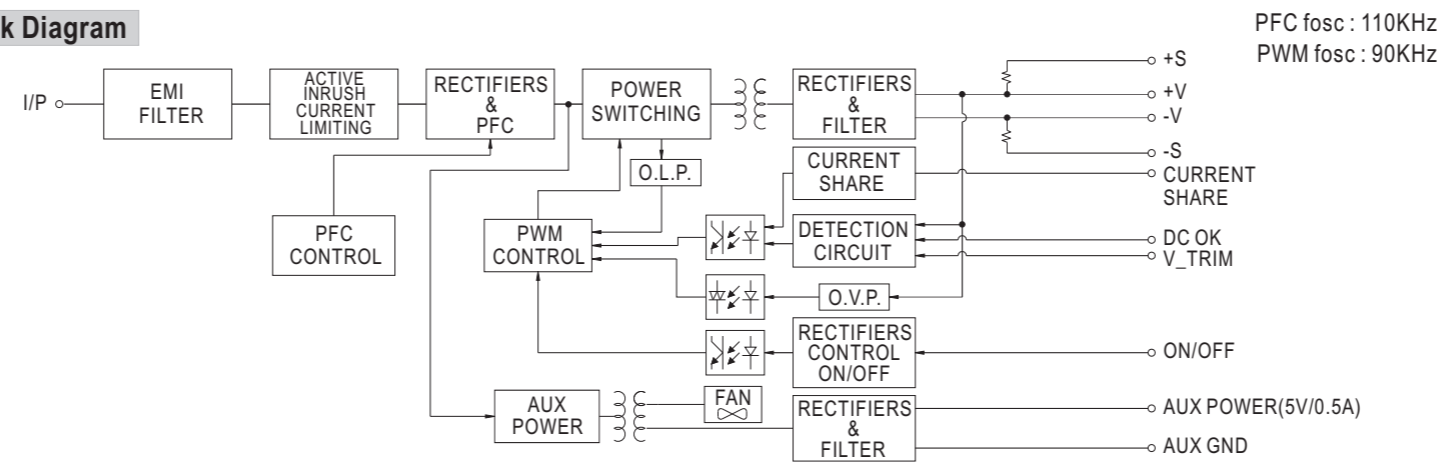 k Diagram
PFC fosc : 110KHz
PWM fosc : 90KHz
I/P
EMI
FILTER
ACTIVE
INRUSH
CURRENT
LIMITING
RECTIFIERS
&
PFC
POWER
SWITCHING
RECTIFIERS
&
FILTER
+S
+V
-V
-S
CURRENT
SHARE
O.L.P.
CURRENT
SHARE
PFC
CONTROL
PWM
CONTROL
DETECTION
CIRCUIT
DC OK
V_TRIM
O.V.P.
RECTIFIERS
CONTROL
ON/OFF
ON/OFF
AUX
POWER
FAN
RECTIFIERS
&
FILTER
AUX POWER(5V/0.5A)
AUX GND